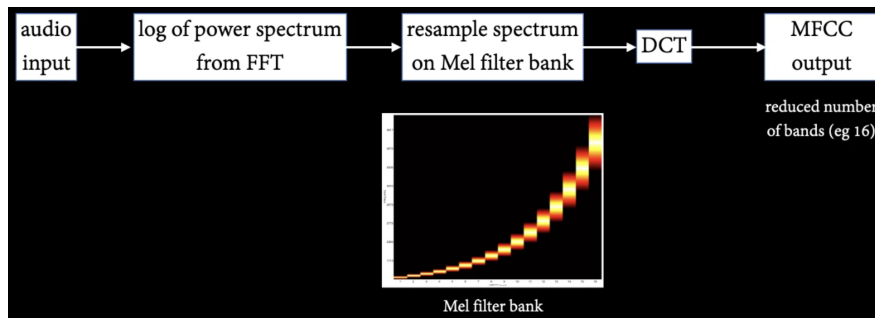 audio
input
log of power spectrum
from FFT
resample spectrum
on Mel filter bank
DCT
MFCC
output
reduced number
of bands (eg 16)
Mel filter bank